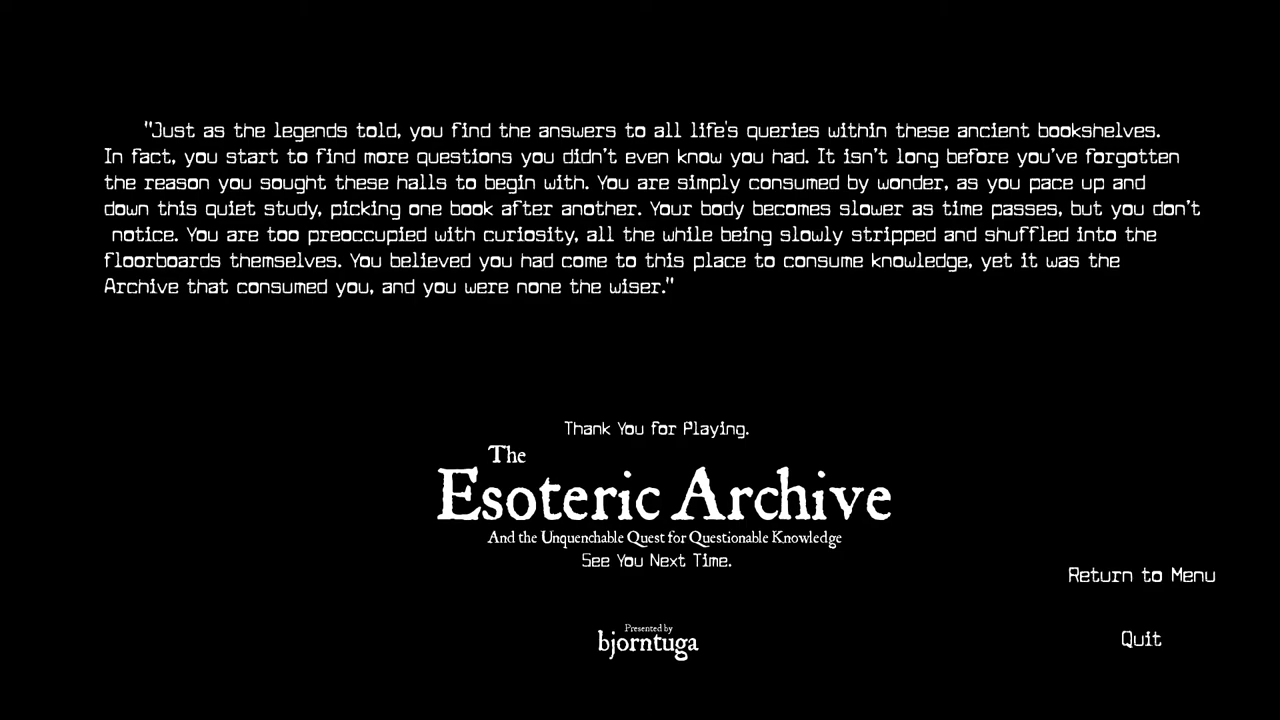 "Just as the legends told, you find the answers to all life's queries within these ancient bookshelves.
In fact, you start to find more questions you didn't even know you had. It isn't long before you've forgotten
the reason you sought these halls to begin with. You are simply consumed by wonder, as you pace up and
down this quiet study, picking one book after another. Your body becomes slower as time passes, but you don't
notice. You are too preoccupied with curiosity, all the while being slowly stripped and shuffled into the
floorboards themselves. You believed you had come to this place to consume knowledge, yet it was the
Archive that consumed you, and you were none the wiser."
Thank You for Playing.
The
Esoteric Archive
And the Unquenchable Quest for Questionable Knowledge
See You Next Time.
Return to Menu
Presented by
bjorntuga
Quit